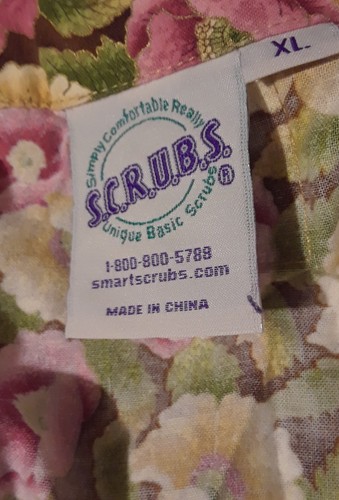 XL.
Simply Comfortable Really
S.C.R.U.B.S.®
Unique Basic Scrubs
1-800-800-5788
smartscrubs.com
MADE IN CHINA